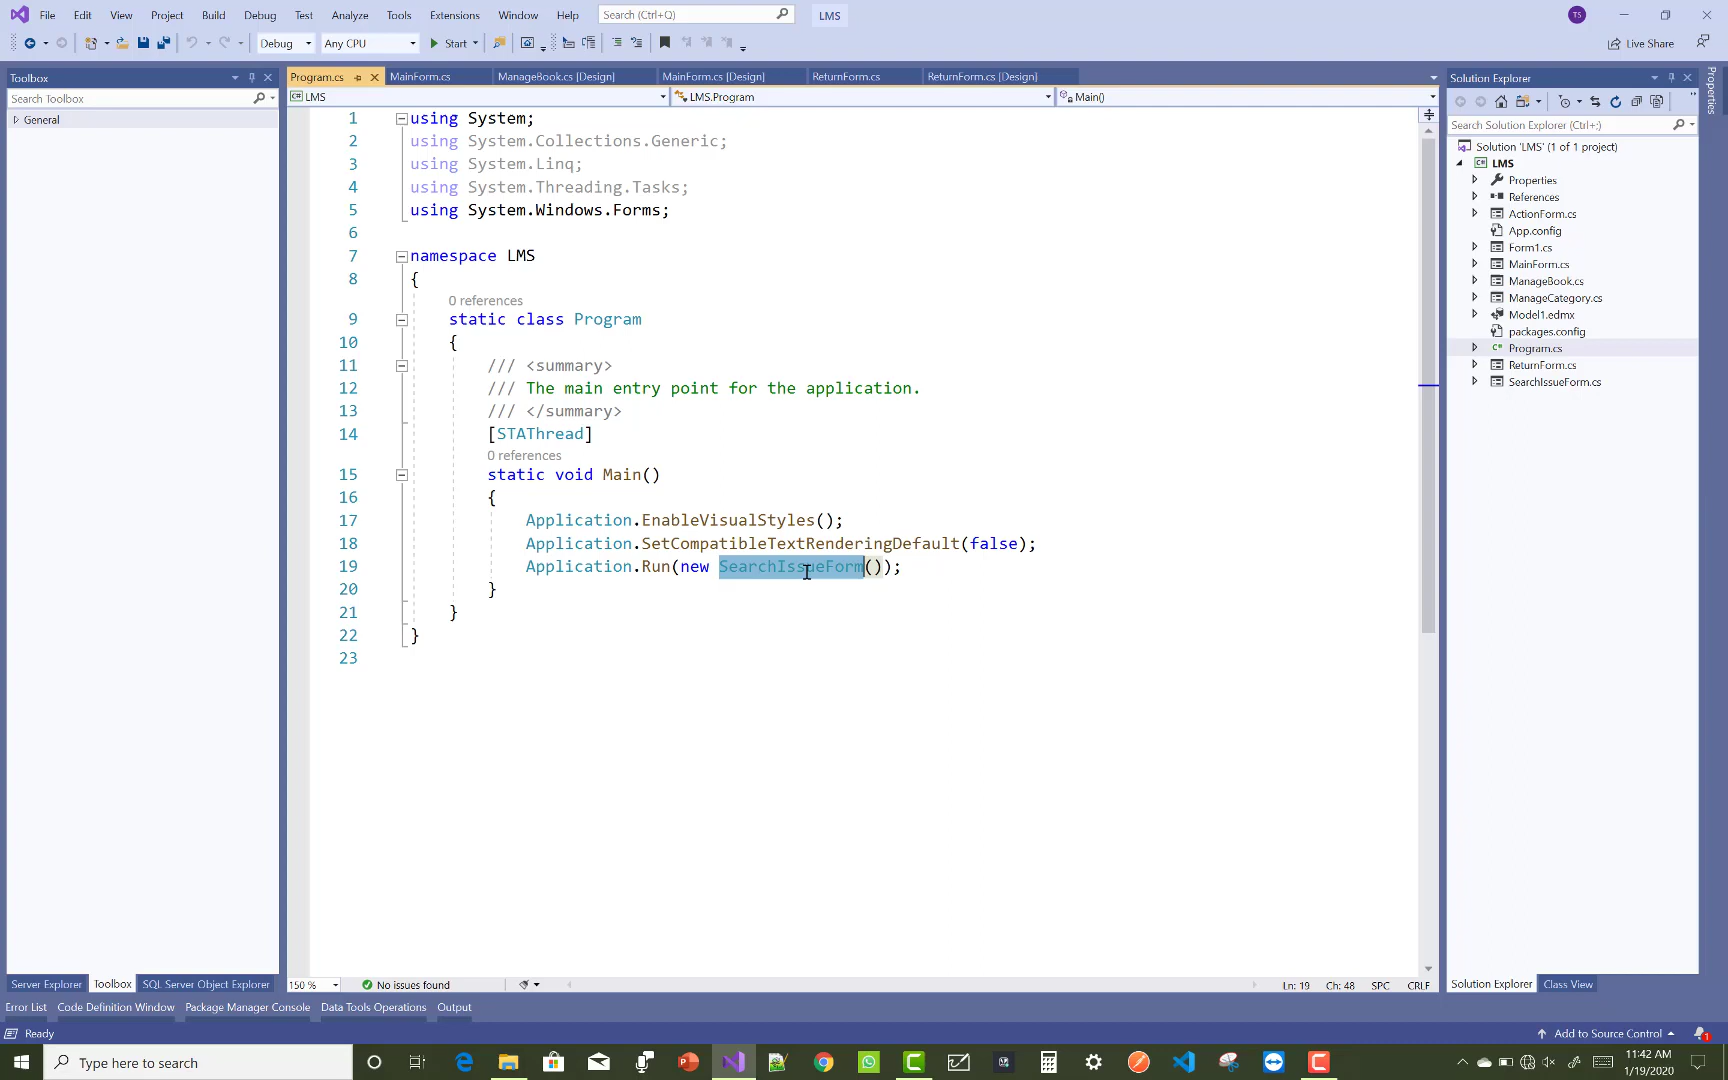 File Edit View Project Build Debug Test Analyze Tools Extensions Window Help Search (Ctrl+Q) LMS TS
Debug Any CPU Start Live Share
Toolbox
Search Toolbox
General
Program.cs MainForm.cs ManageBook.cs [Design] MainForm.cs [Design] ReturnForm.cs ReturnForm.cs [Design]
LMS LMS.Program Main()
1 using System;
2 using System.Collections.Generic;
3 using System.Linq;
4 using System.Threading.Tasks;
5 using System.Windows.Forms;
6
7 namespace LMS
8 {
0 references
9 static class Program
10 {
11 /// <summary>
12 /// The main entry point for the application.
13 /// </summary>
14 [STAThread]
0 references
15 static void Main()
16 {
17 Application.EnableVisualStyles();
18 Application.SetCompatibleTextRenderingDefault(false);
19 Application.Run(new SearchIssueForm());
20 }
21 }
22 }
23
150 % No issues found Ln: 19 Ch: 48 SPC CRLF
Solution Explorer
Search Solution Explorer (Ctrl+;)
Solution 'LMS' (1 of 1 project)
C# LMS
Properties
References
ActionForm.cs
App.config
Form1.cs
MainForm.cs
ManageBook.cs
ManageCategory.cs
Model1.edmx
packages.config
C# Program.cs
ReturnForm.cs
SearchIssueForm.cs
Properties
Server Explorer Toolbox SQL Server Object Explorer
Solution Explorer Class View
Error List Code Definition Window Package Manager Console Data Tools Operations Output
Ready Add to Source Control 1
Type here to search
11:42 AM
1/19/2020